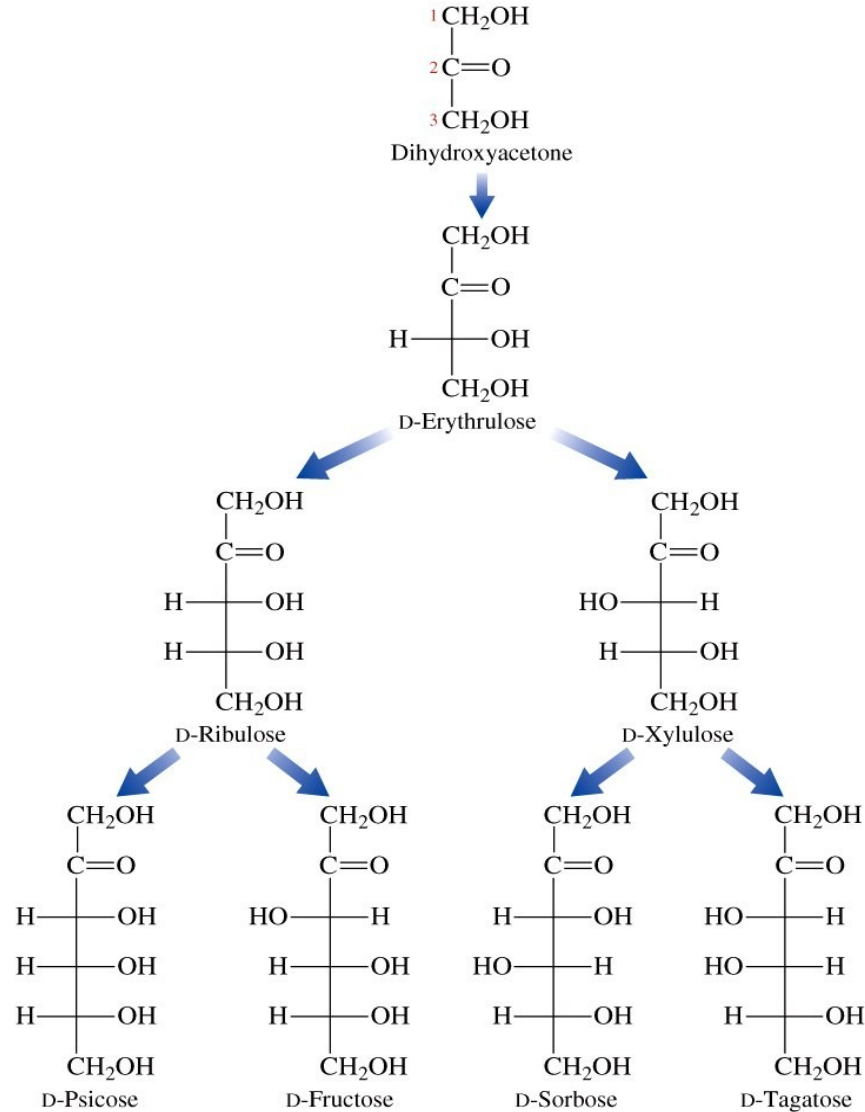 1 CH₂OH
2 C=O
3 CH₂OH
Dihydroxyacetone
CH₂OH
C=O
H OH
CH₂OH
D-Erythrulose
CH₂OH
C=O
H OH
H OH
CH₂OH
D-Ribulose
CH₂OH
C=O
HO H
H OH
CH₂OH
D-Xylulose
CH₂OH
C=O
H OH
H OH
H OH
CH₂OH
D-Psicose
CH₂OH
C=O
HO H
H OH
H OH
CH₂OH
D-Fructose
CH₂OH
C=O
H OH
HO H
H OH
CH₂OH
D-Sorbose
CH₂OH
C=O
HO H
HO H
H OH
CH₂OH
D-Tagatose